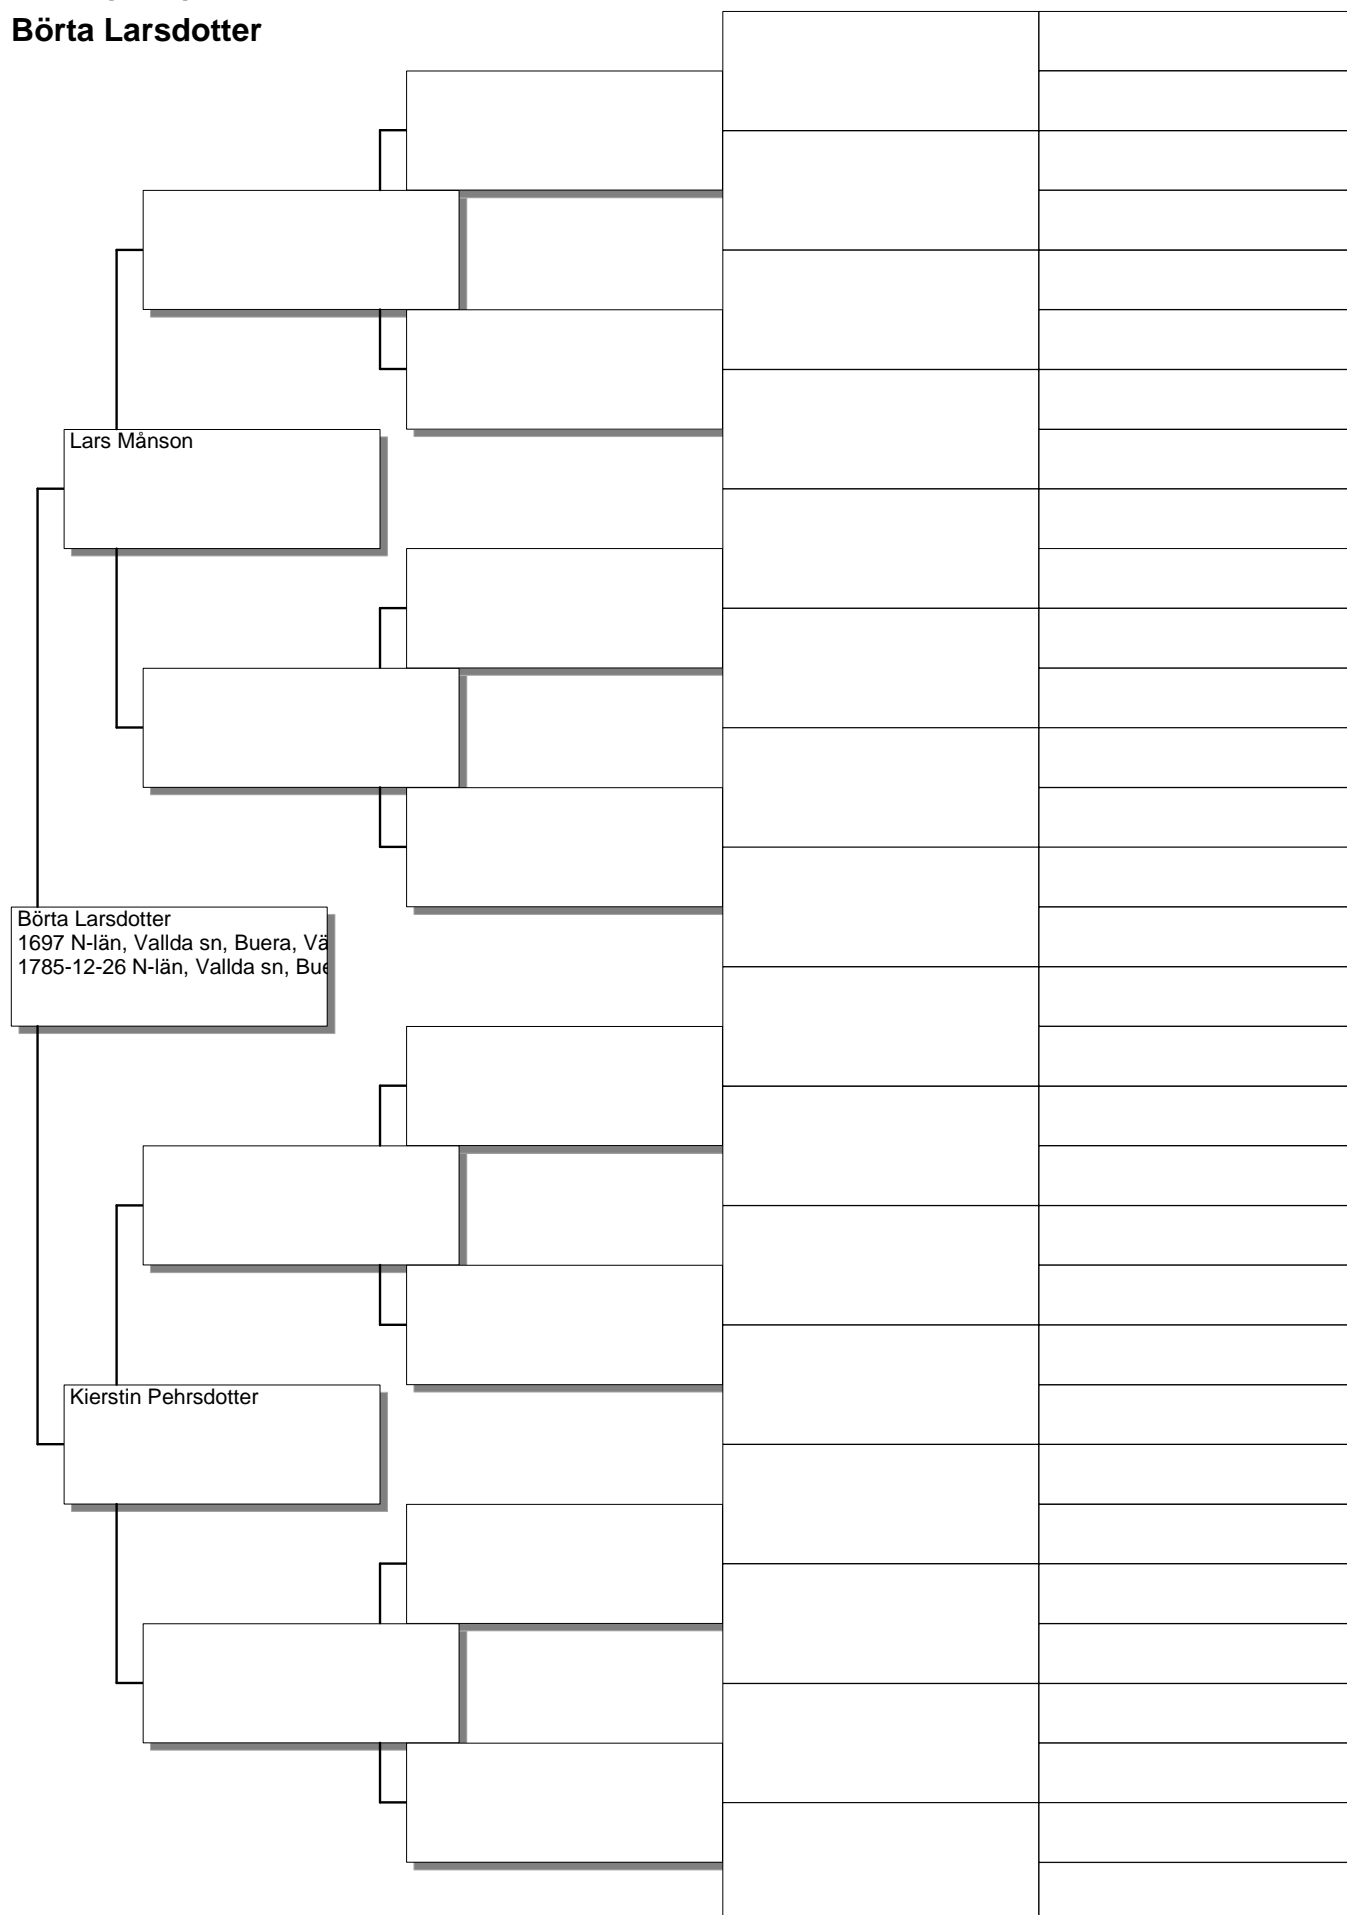 Börta Larsdotter
Lars Månson
Börta Larsdotter
1697 N-län, Vallda sn, Buera, Vä
1785-12-26 N-län, Vallda sn, Bue
Kierstin Pehrsdotter